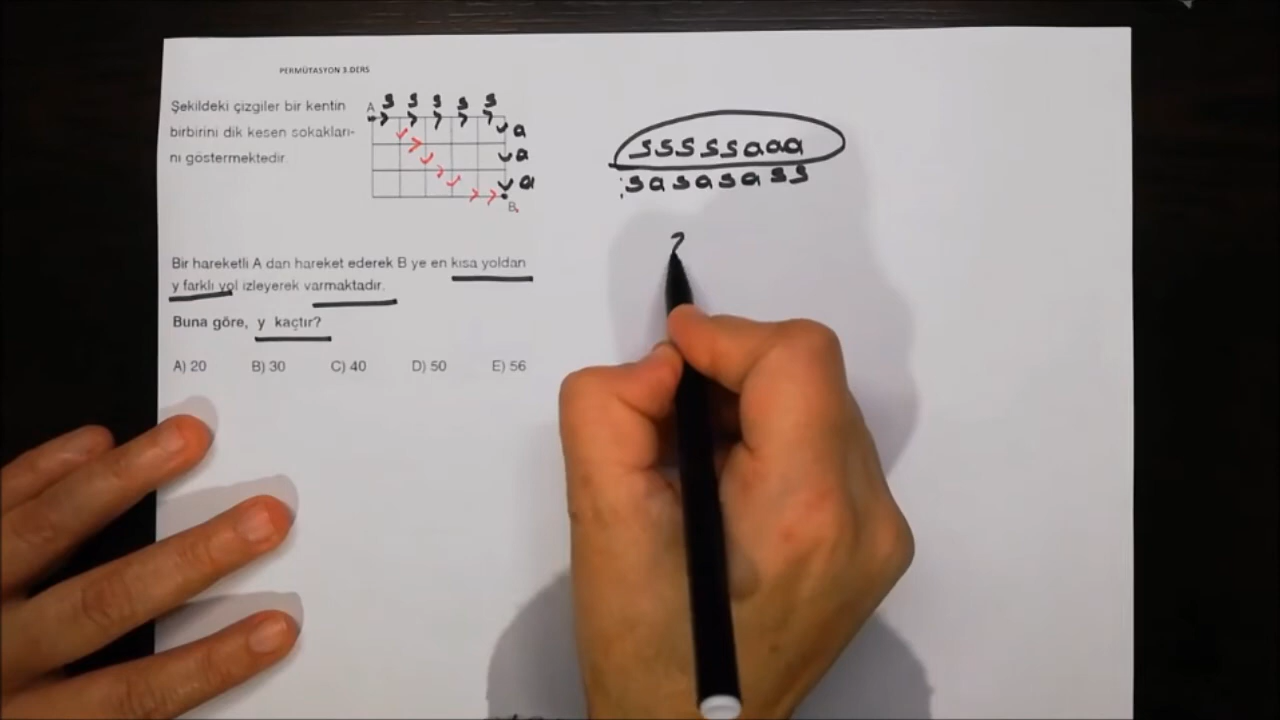 PERMÜTASYON 3.DERS
Şekildeki çizgiler bir kentin
birbirini dik kesen sokakları-
nı göstermektedir.
A
s s s s s
a
a
a
B
Bir hareketli A dan hareket ederek B ye en kısa yoldan
y farklı yol izleyerek varmaktadır.
Buna göre, y kaçtır?
A) 20 B) 30 C) 40 D) 50 E) 56
sssssaaa
sasasass